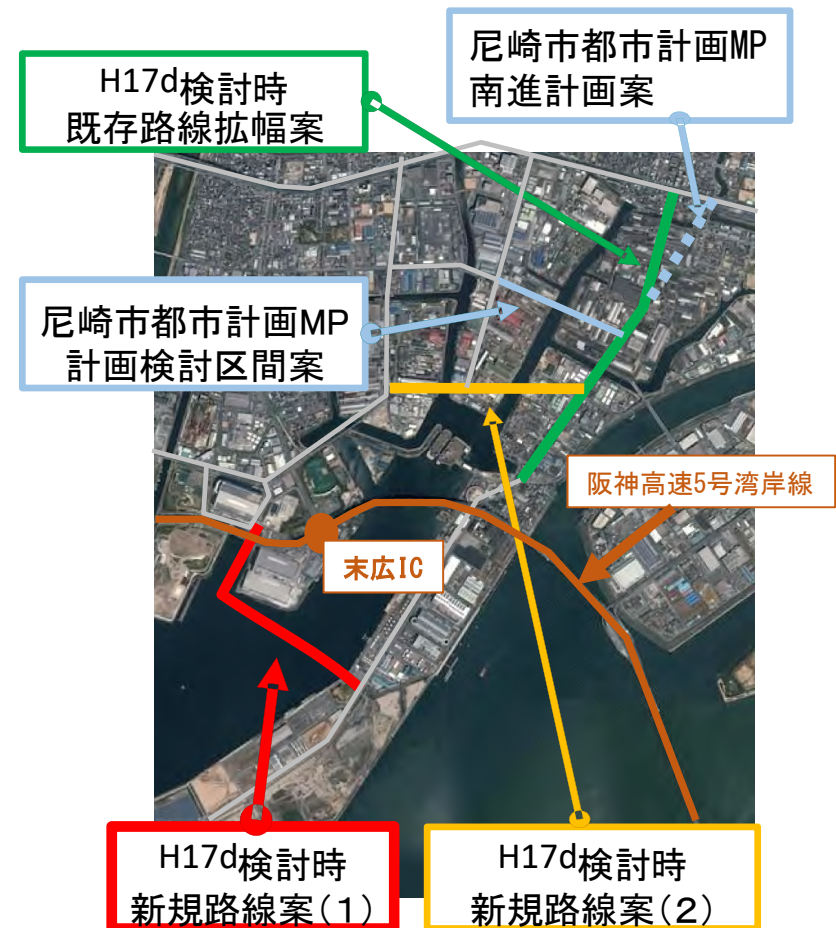 尼崎市都市計画MP
南進計画案
H17d検討時
既存路線拡幅案
尼崎市都市計画MP
計画検討区間案
阪神高速5号湾岸線
末広IC
H17d検討時
新規路線案(1)
H17d検討時
新規路線案(2)